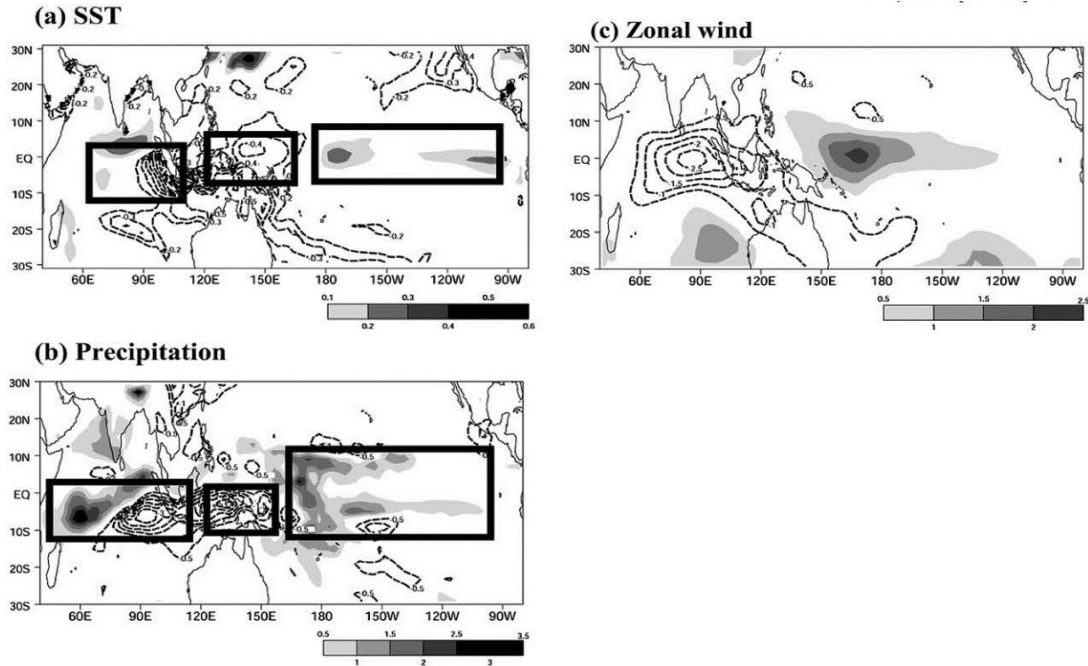 (a) SST
30N
20N
10N
EQ
10S
20S
30S
60E 90E 120E 150E 180 150W 120W 90W
0.1 0.3 0.5
0.2 0.4 0.6
(c) Zonal wind
30N
20N
10N
EQ
10S
20S
30S
60E 90E 120E 150E 180 150W 120W 90W
0.5 1.5 2.5
1 2
(b) Precipitation
30N
20N
10N
EQ
10S
20S
30S
60E 90E 120E 150E 180 150W 120W 90W
0.5 1.5 2.5 3.5
1 2 3